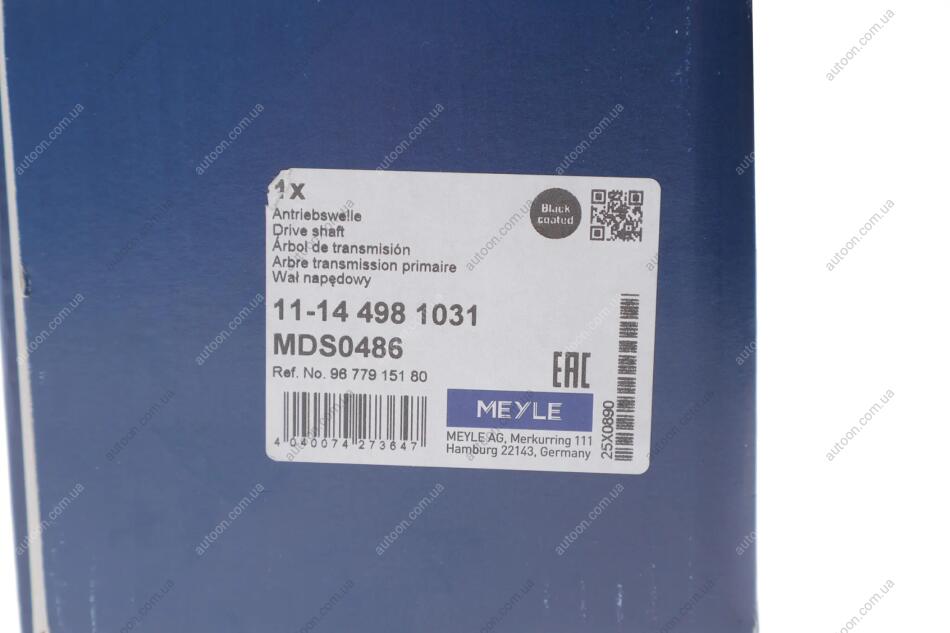 1x
Antriebswelle
Drive shaft
Árbol de transmisión
Arbre transmission primaire
Wał napędowy
Black
coated
11-14 498 1031
MDS0486
Ref. No. 96 779 151 80
4 040074 273647
EAC
MEYLE
MEYLE AG, Merkurring 111
Hamburg 22143, Germany
25X0890
autoon.com.ua